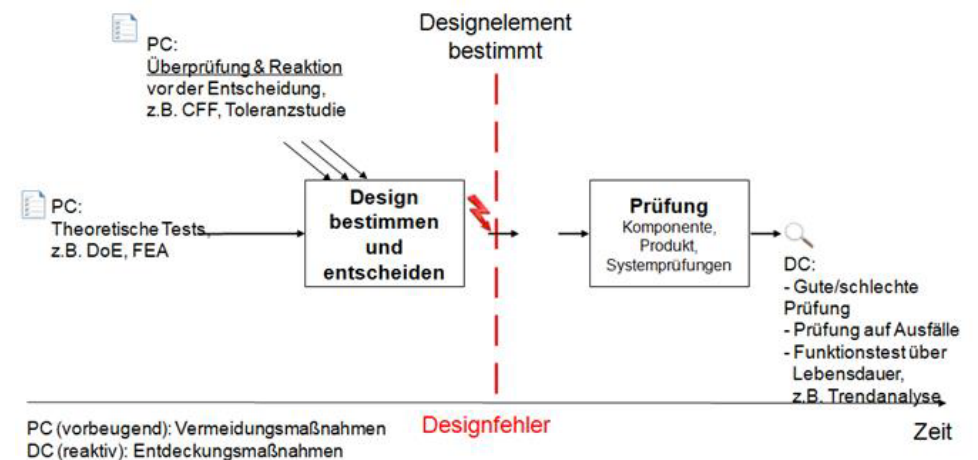 Designelement
bestimmt
PC:
Überprüfung & Reaktion
vor der Entscheidung,
z.B. CFF, Toleranzstudie
PC:
Theoretische Tests,
z.B. DoE, FEA
Design
bestimmen
und
entscheiden
Prüfung
Komponente,
Produkt,
Systemprüfungen
DC:
- Gute/schlechte
Prüfung
- Prüfung auf Ausfälle
- Funktionstest über
Lebensdauer,
z.B. Trendanalyse
PC (vorbeugend): Vermeidungsmaßnahmen
DC (reaktiv): Entdeckungsmaßnahmen
Designfehler
Zeit